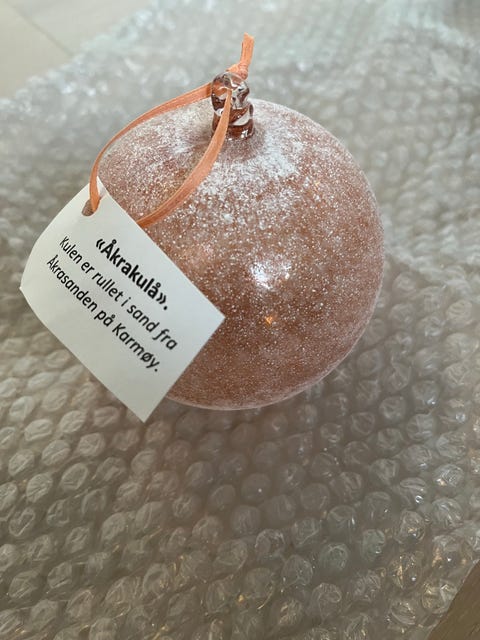 «Åkrakulå».
Kulen er rullet i sand fra
Åkrasanden på Karmøy.